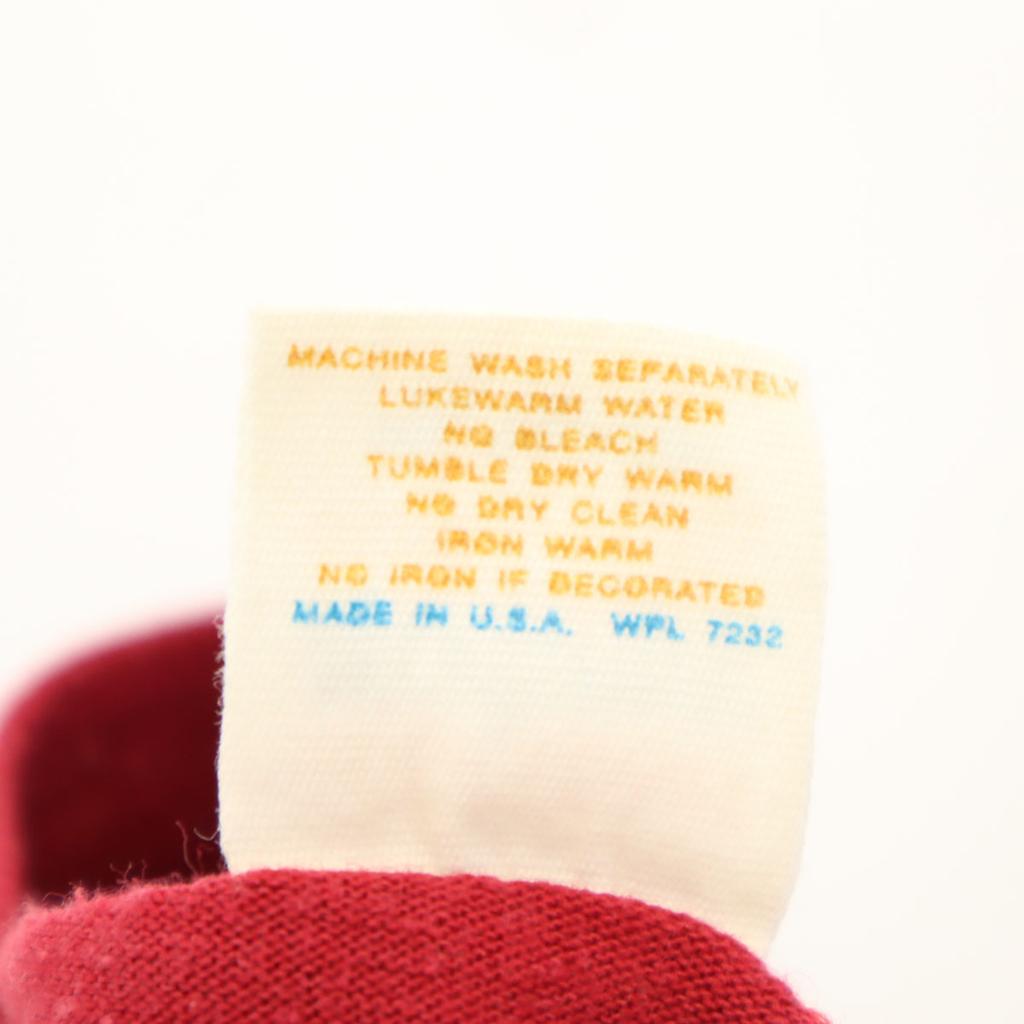 MACHINE WASH SEPARATELY
LUKEWARM WATER
NO BLEACH
TUMBLE DRY WARM
NO DRY CLEAN
IRON WARM
NO IRON IF DECORATED
MADE IN U.S.A. WPL 7232